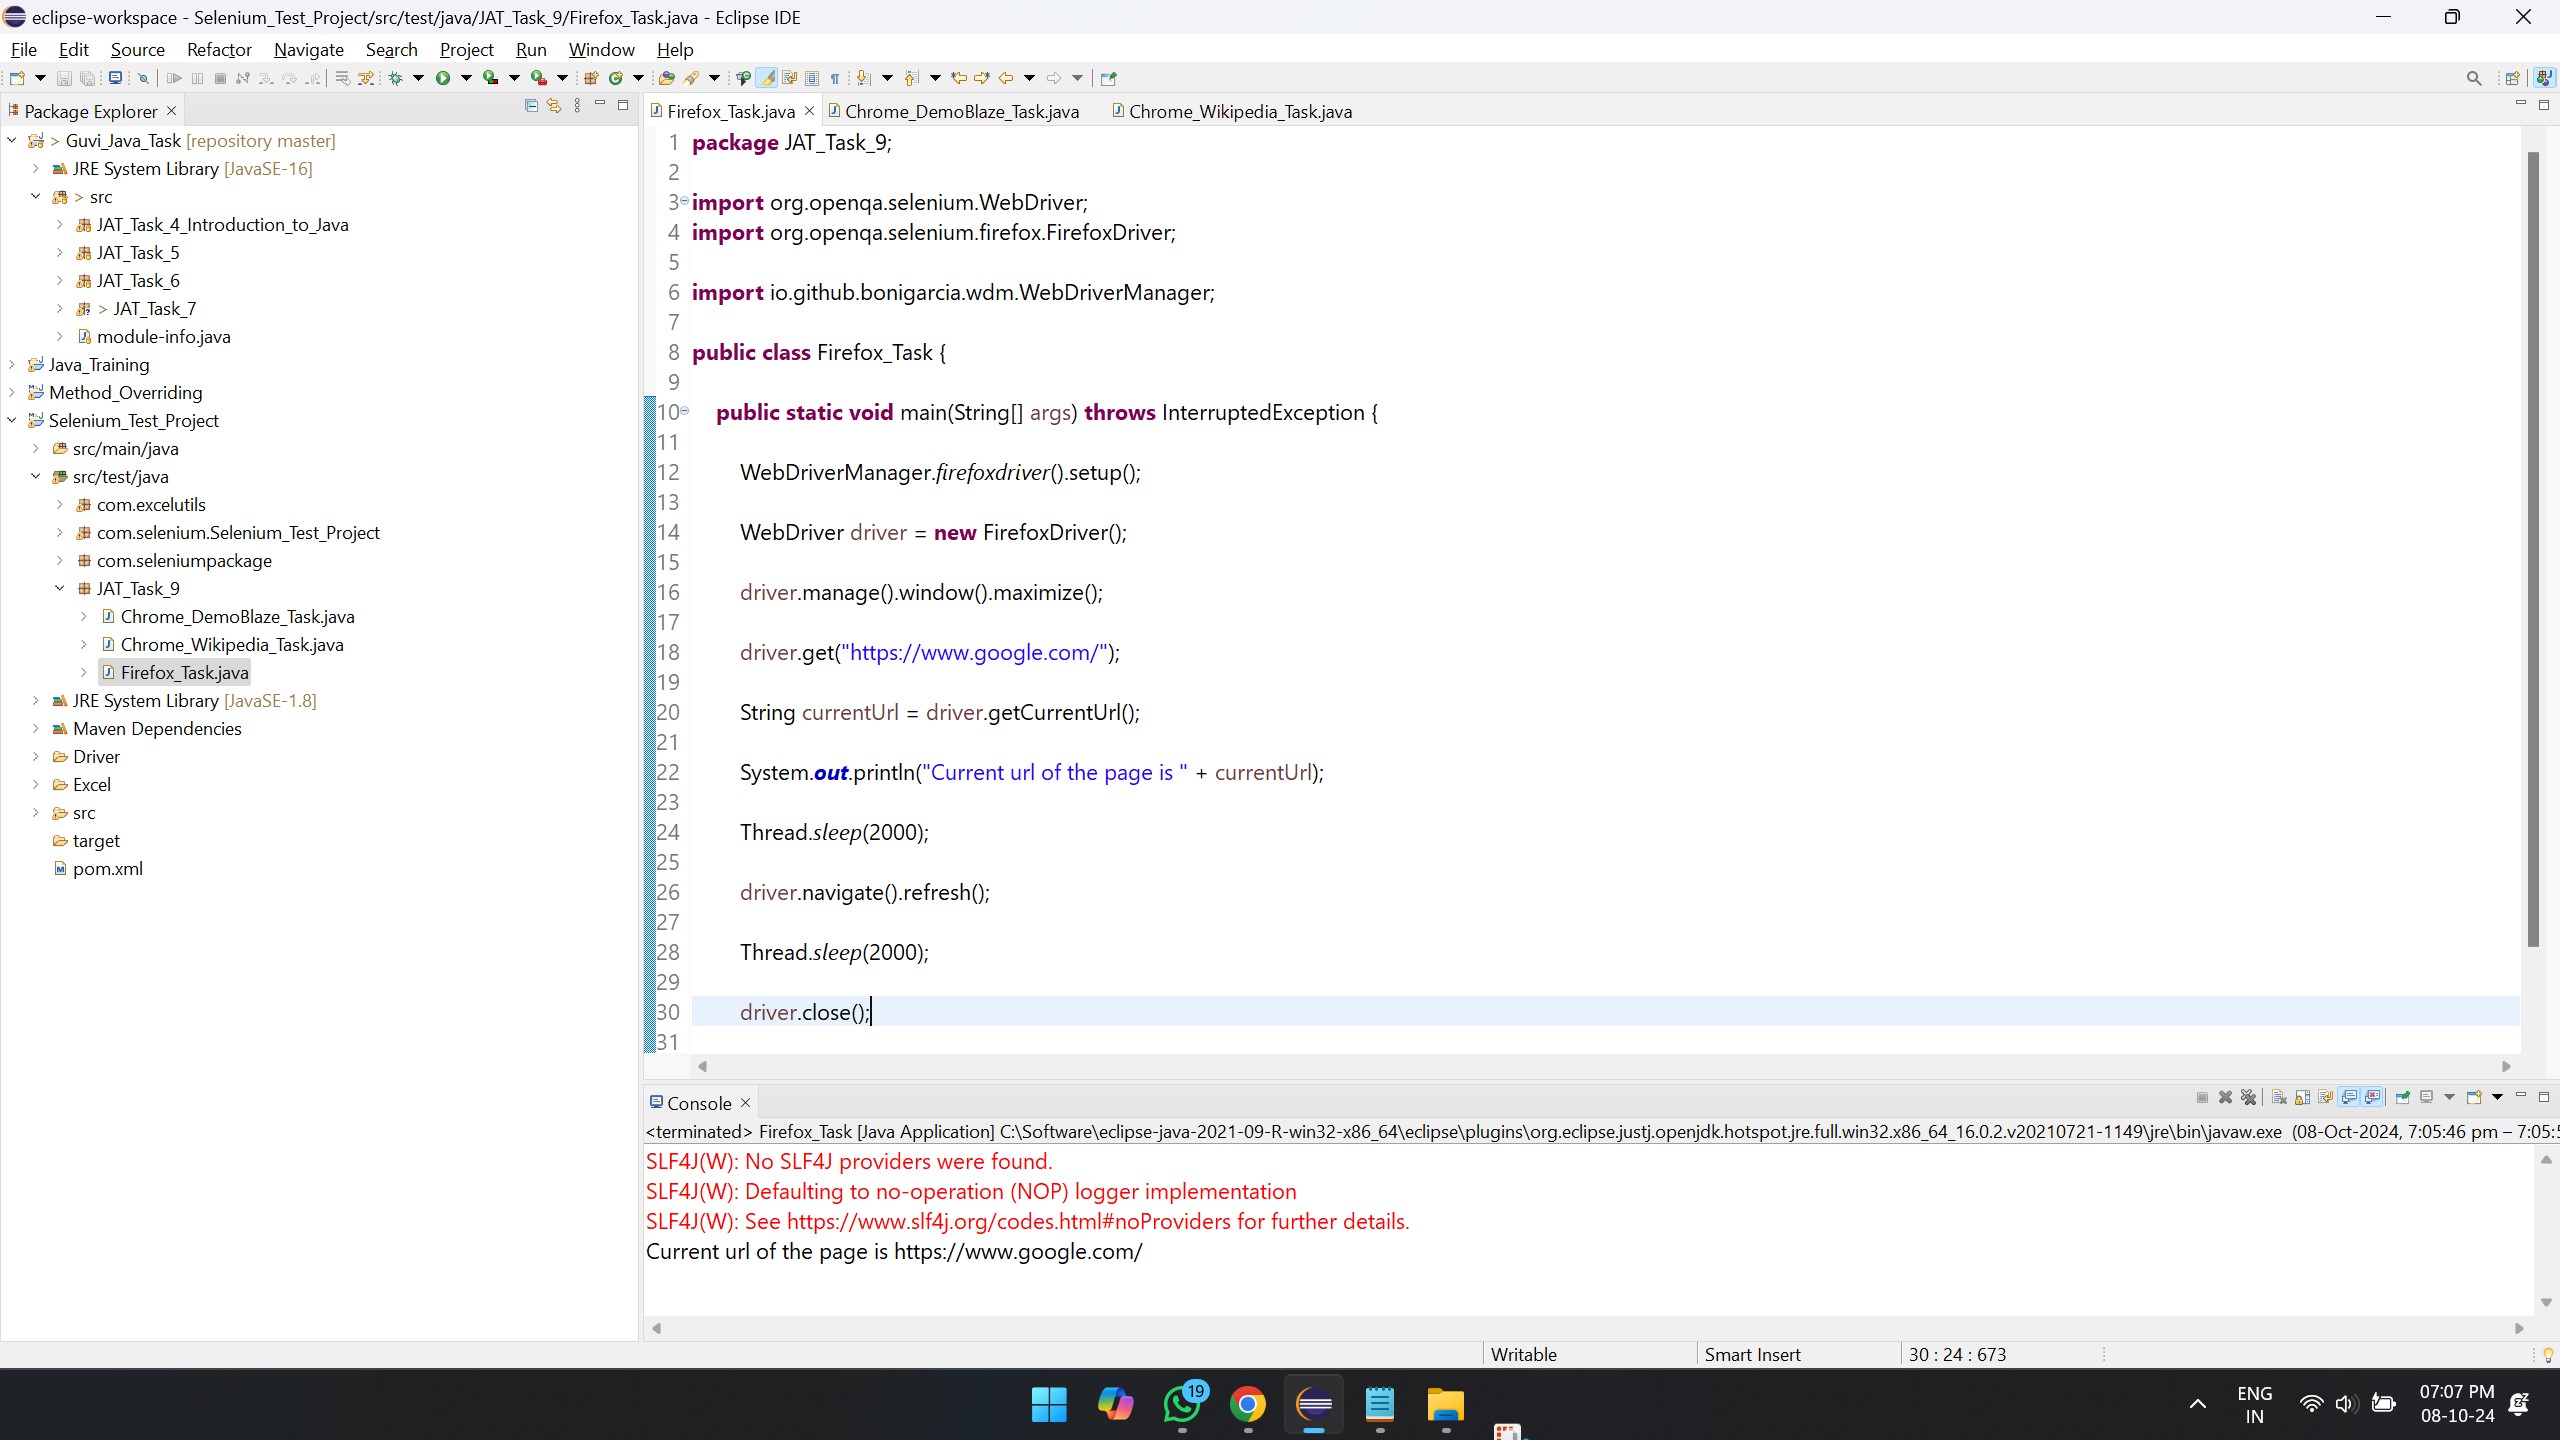 eclipse-workspace - Selenium_Test_Project/src/test/java/JAT_Task_9/Firefox_Task.java - Eclipse IDE
File Edit Source Refactor Navigate Search Project Run Window Help
Package Explorer
> Guvi_Java_Task [repository master]
JRE System Library [JavaSE-16]
> src
JAT_Task_4_Introduction_to_Java
JAT_Task_5
JAT_Task_6
> JAT_Task_7
module-info.java
Java_Training
Method_Overriding
Selenium_Test_Project
src/main/java
src/test/java
com.excelutils
com.selenium.Selenium_Test_Project
com.seleniumpackage
JAT_Task_9
Chrome_DemoBlaze_Task.java
Chrome_Wikipedia_Task.java
Firefox_Task.java
JRE System Library [JavaSE-1.8]
Maven Dependencies
Driver
Excel
src
target
pom.xml
Firefox_Task.java Chrome_DemoBlaze_Task.java Chrome_Wikipedia_Task.java
1 package JAT_Task_9;
2
3 import org.openqa.selenium.WebDriver;
4 import org.openqa.selenium.firefox.FirefoxDriver;
5
6 import io.github.bonigarcia.wdm.WebDriverManager;
7
8 public class Firefox_Task {
9
10 public static void main(String[] args) throws InterruptedException {
11
12 WebDriverManager.firefoxdriver().setup();
13
14 WebDriver driver = new FirefoxDriver();
15
16 driver.manage().window().maximize();
17
18 driver.get("https://www.google.com/");
19
20 String currentUrl = driver.getCurrentUrl();
21
22 System.out.println("Current url of the page is " + currentUrl);
23
24 Thread.sleep(2000);
25
26 driver.navigate().refresh();
27
28 Thread.sleep(2000);
29
30 driver.close();
31
Console
<terminated> Firefox_Task [Java Application] C:\Software\eclipse-java-2021-09-R-win32-x86_64\eclipse\plugins\org.eclipse.justj.openjdk.hotspot.jre.full.win32.x86_64_16.0.2.v20210721-1149\jre\bin\javaw.exe (08-Oct-2024, 7:05:46 pm – 7:05:5
SLF4J(W): No SLF4J providers were found.
SLF4J(W): Defaulting to no-operation (NOP) logger implementation
SLF4J(W): See https://www.slf4j.org/codes.html#noProviders for further details.
Current url of the page is https://www.google.com/
Writable Smart Insert 30 : 24 : 673
19
ENG
IN
07:07 PM
08-10-24